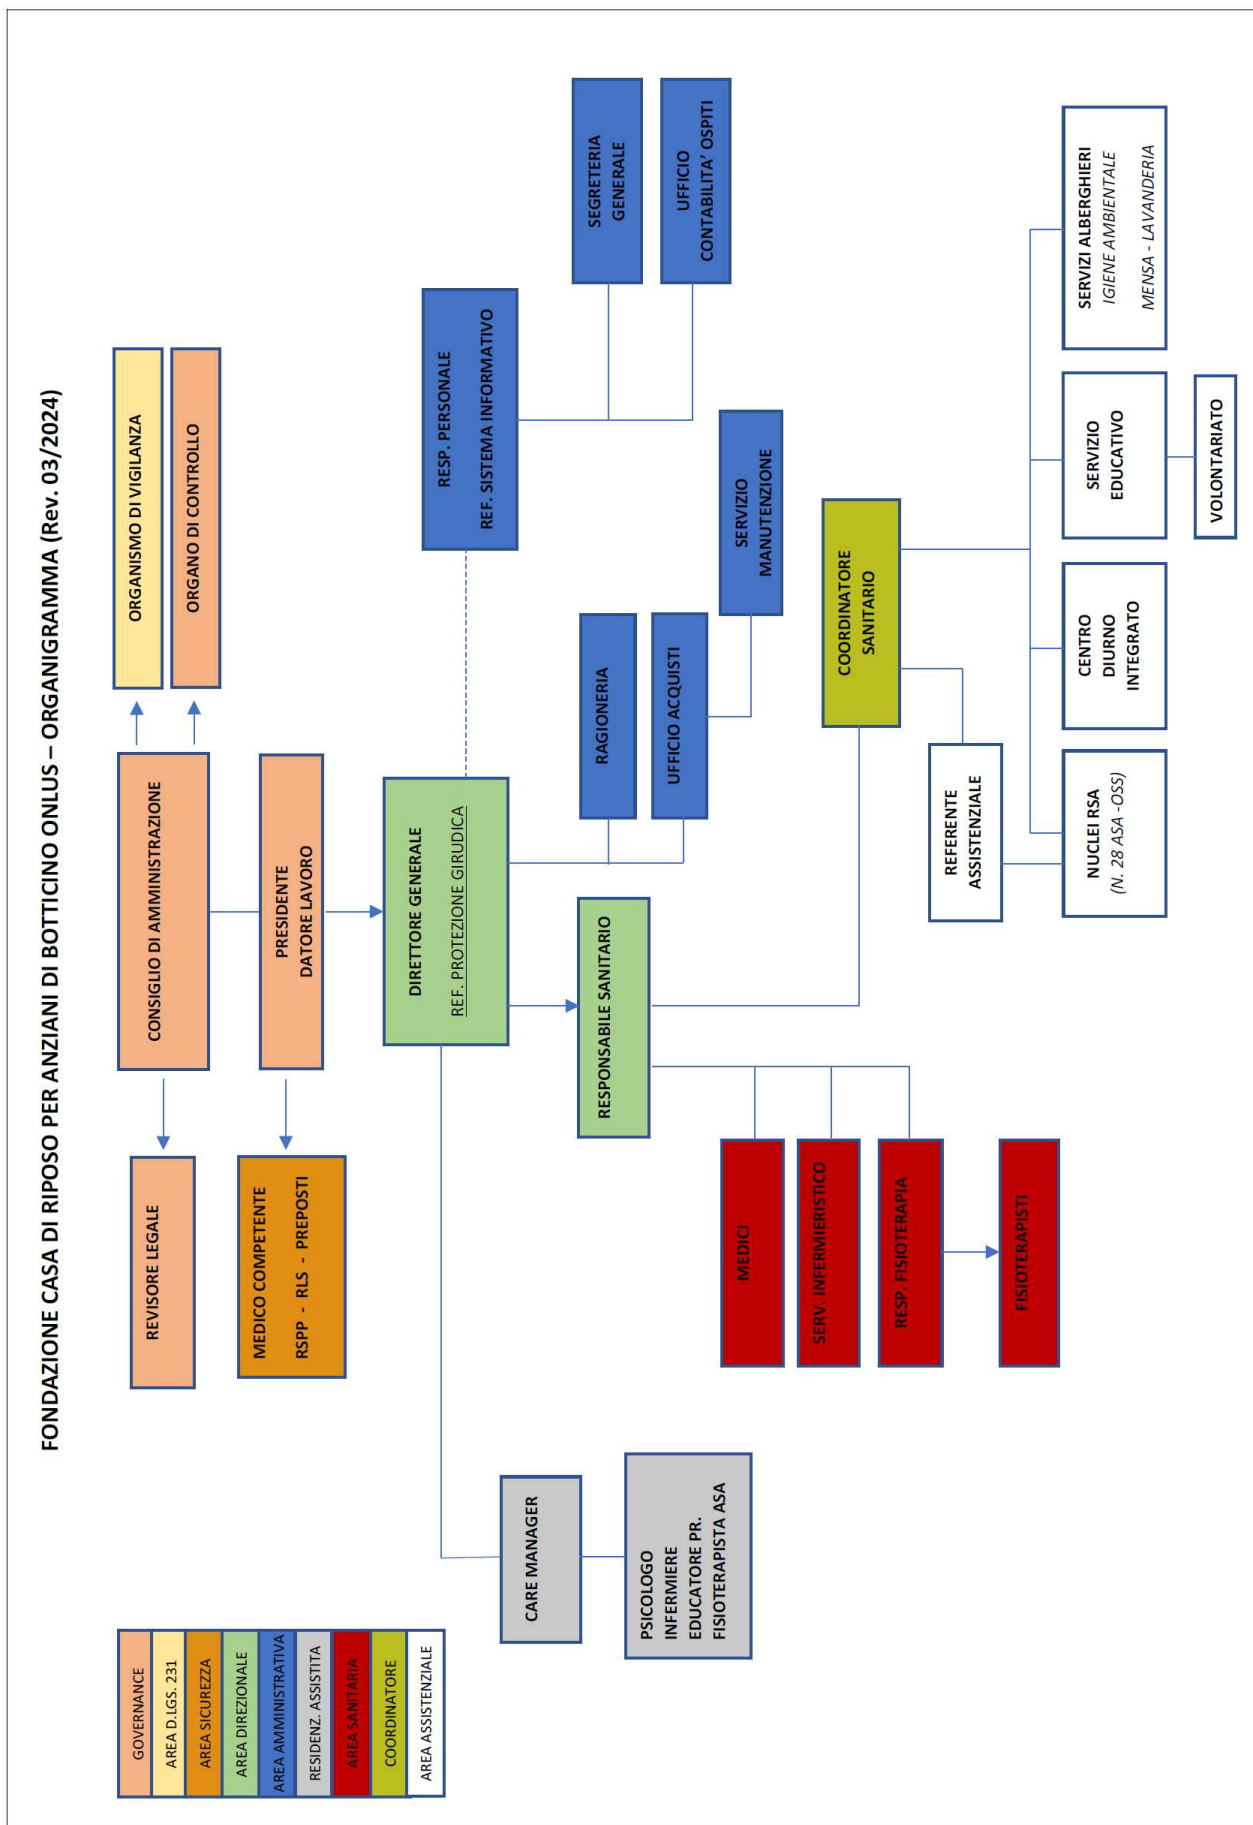 FONDAZIONE CASA DI RIPOSO PER ANZIANI DI BOTTICINO ONLUS – ORGANIGRAMMA (Rev. 03/2024)
GOVERNANCE
AREA D.LGS. 231
AREA SICUREZZA
AREA DIREZIONALE
AREA AMMINISTRATIVA
RESIDENZ. ASSISTITA
AREA SANITARIA
COORDINATORE
AREA ASSISTENZIALE
REVISORE LEGALE
CONSIGLIO DI AMMINISTRAZIONE
ORGANISMO DI VIGILANZA
ORGANO DI CONTROLLO
MEDICO COMPETENTE
RSPP - RLS - PREPOSTI
PRESIDENTE
DATORE LAVORO
DIRETTORE GENERALE
REF. PROTEZIONE GIRUDICA
RESP. PERSONALE
REF. SISTEMA INFORMATIVO
CARE MANAGER
PSICOLOGO
INFERMIERE
EDUCATORE PR.
FISIOTERAPISTA ASA
RESPONSABILE SANITARIO
RAGIONERIA
UFFICIO ACQUISTI
SERVIZIO
MANUTENZIONE
SEGRETERIA
GENERALE
UFFICIO
CONTABILITA’ OSPITI
MEDICI
SERV. INFERMIERISTICO
RESP. FISIOTERAPIA
FISIOTERAPISTI
COORDINATORE
SANITARIO
REFERENTE
ASSISTENZIALE
NUCLEI RSA
(N. 28 ASA -OSS)
CENTRO
DIURNO
INTEGRATO
SERVIZIO
EDUCATIVO
SERVIZI ALBERGHIERI
IGIENE AMBIENTALE
MENSA - LAVANDERIA
VOLONTARIATO